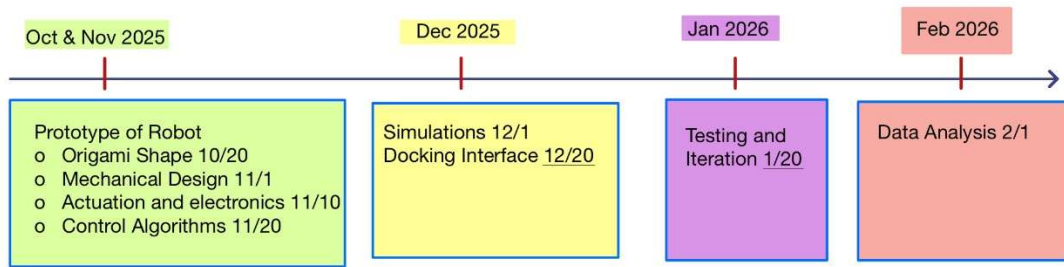 Oct & Nov 2025
Dec 2025
Jan 2026
Feb 2026
Prototype of Robot
o Origami Shape 10/20
o Mechanical Design 11/1
o Actuation and electronics 11/10
o Control Algorithms 11/20
Simulations 12/1
Docking Interface 12/20
Testing and
Iteration 1/20
Data Analysis 2/1